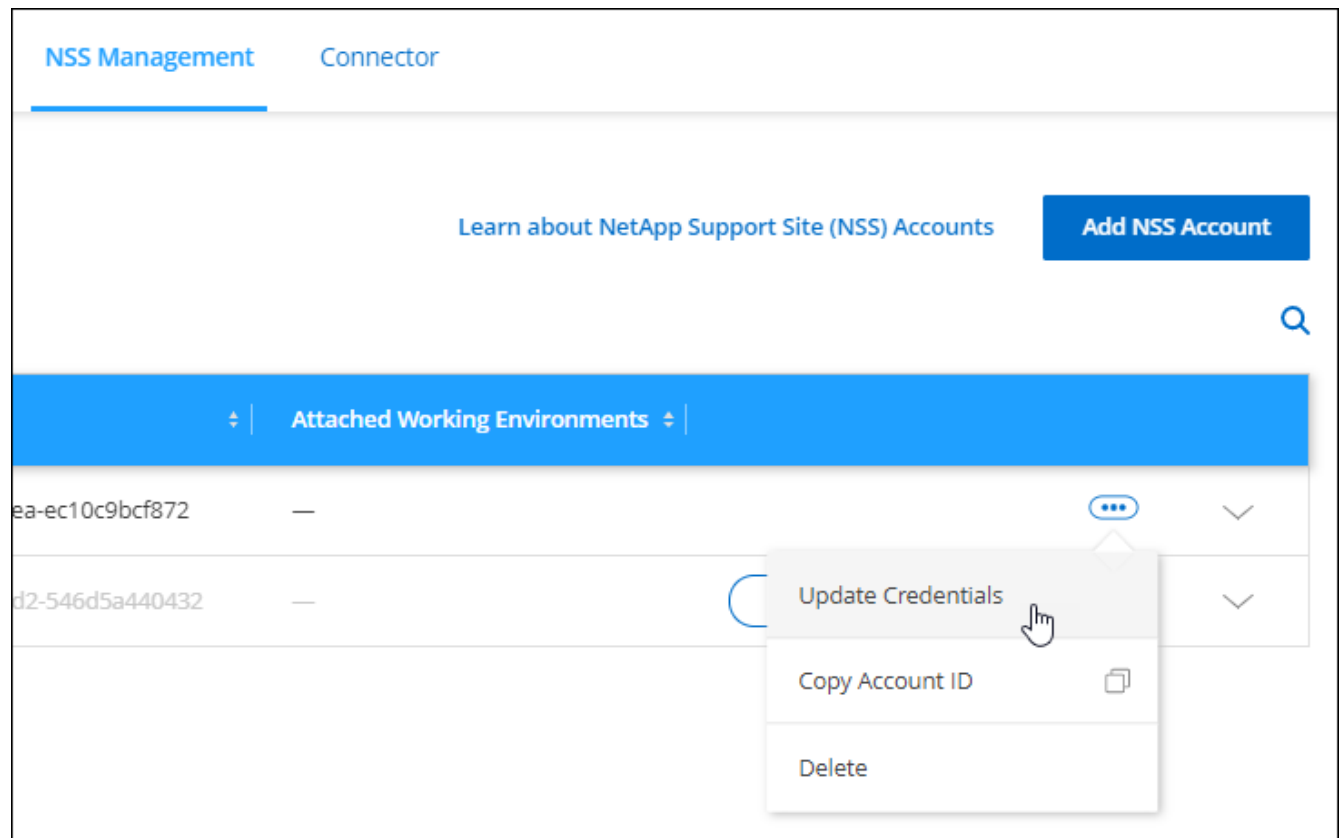 NSS Management Connector
Learn about NetApp Support Site (NSS) Accounts Add NSS Account
Attached Working Environments
ea-ec10c9bcf872 —
d2-546d5a440432 —
Update Credentials
Copy Account ID
Delete